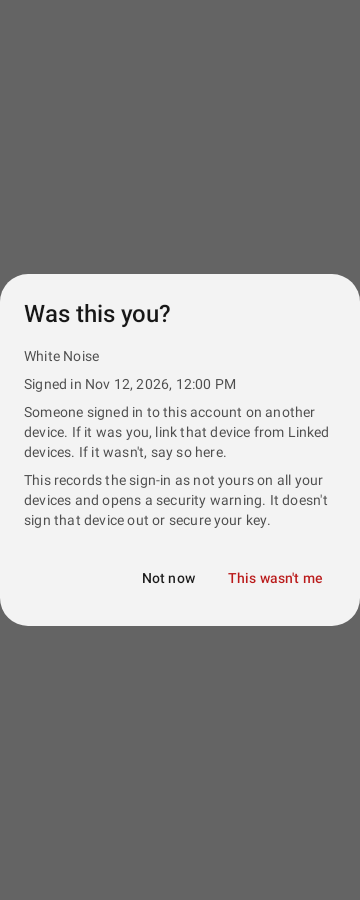 Was this you?
White Noise
Signed in Nov 12, 2026, 12:00 PM
Someone signed in to this account on another
device. If it was you, link that device from Linked
devices. If it wasn't, say so here.
This records the sign-in as not yours on all your
devices and opens a security warning. It doesn't
sign that device out or secure your key.
Not now
This wasn't me